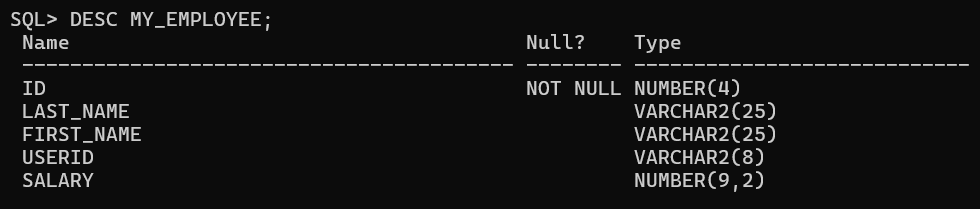 SQL> DESC MY_EMPLOYEE;
 Name                                      Null?    Type
 ----------------------------------------- -------- ----------------------------
 ID                                        NOT NULL NUMBER(4)
 LAST_NAME                                          VARCHAR2(25)
 FIRST_NAME                                         VARCHAR2(25)
 USERID                                             VARCHAR2(8)
 SALARY                                             NUMBER(9,2)